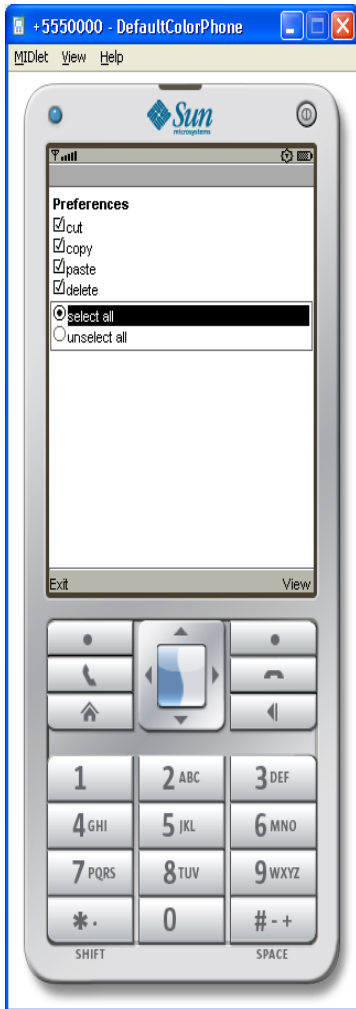 +5550000 - DefaultColorPhone
MIDlet View Help
Sun
microsystems
Preferences
cut
copy
paste
delete
select all
unselect all
Exit View
1 2 ABC 3 DEF
4 GHI 5 JKL 6 MNO
7 PQRS 8 TUV 9 WXYZ
* . 0 # - +
SHIFT SPACE